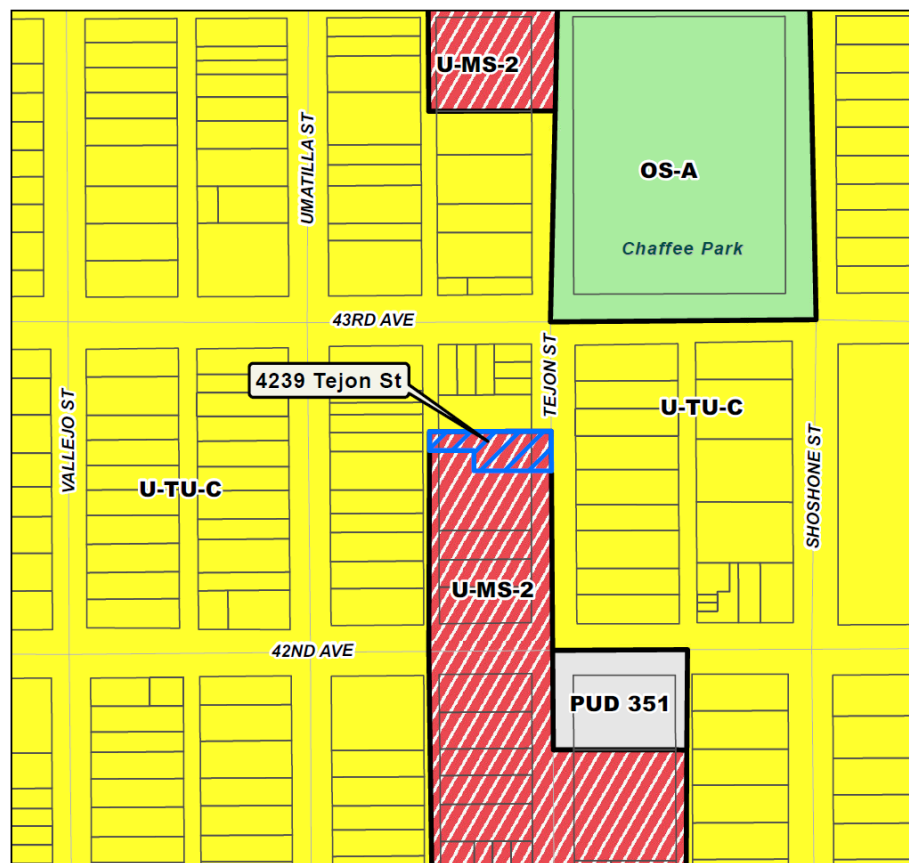 U-MS-2
OS-A
Chaffee Park
UMATILLA ST
43RD AVE
4239 Tejon St
TEJON ST
U-TU-C
VALLEJO ST
SHOSHONE ST
U-TU-C
U-MS-2
42ND AVE
PUD 351